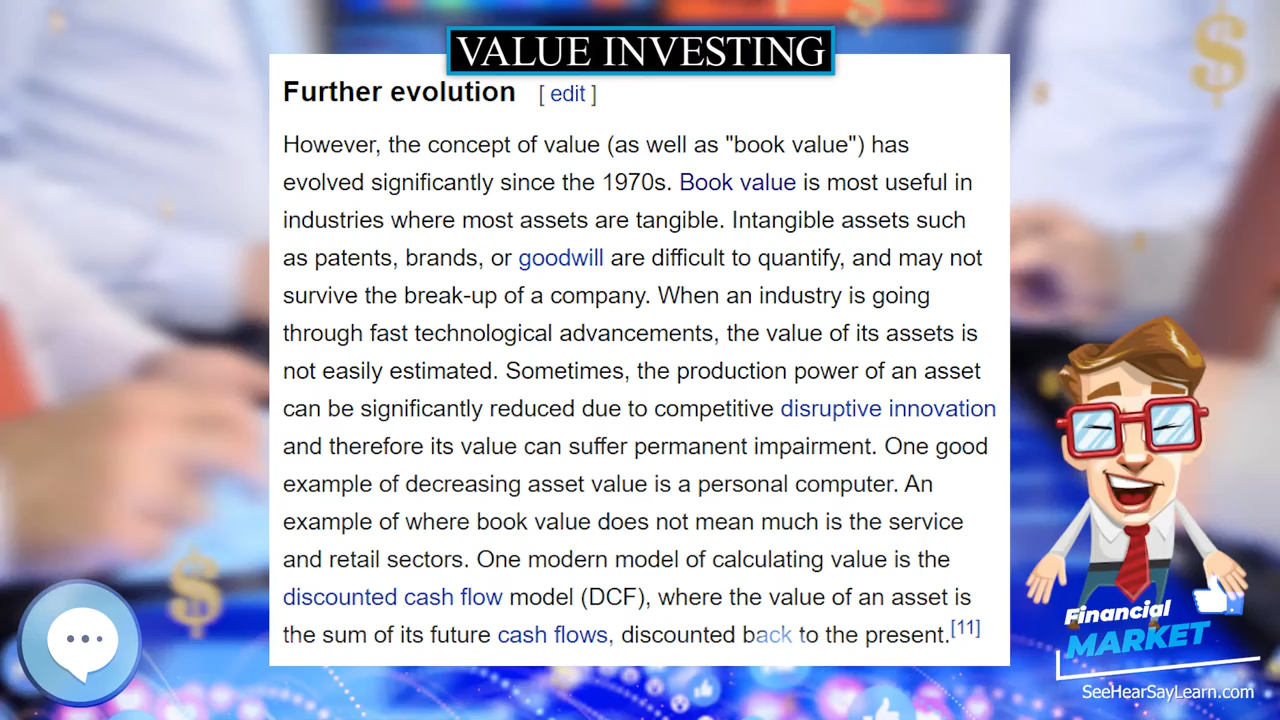 VALUE INVESTING
Further evolution [ edit ]
However, the concept of value (as well as "book value") has
evolved significantly since the 1970s. Book value is most useful in
industries where most assets are tangible. Intangible assets such
as patents, brands, or goodwill are difficult to quantify, and may not
survive the break-up of a company. When an industry is going
through fast technological advancements, the value of its assets is
not easily estimated. Sometimes, the production power of an asset
can be significantly reduced due to competitive disruptive innovation
and therefore its value can suffer permanent impairment. One good
example of decreasing asset value is a personal computer. An
example of where book value does not mean much is the service
and retail sectors. One modern model of calculating value is the
discounted cash flow model (DCF), where the value of an asset is
the sum of its future cash flows, discounted back to the present.[11]
Financial
MARKET
SeeHearSayLearn.com